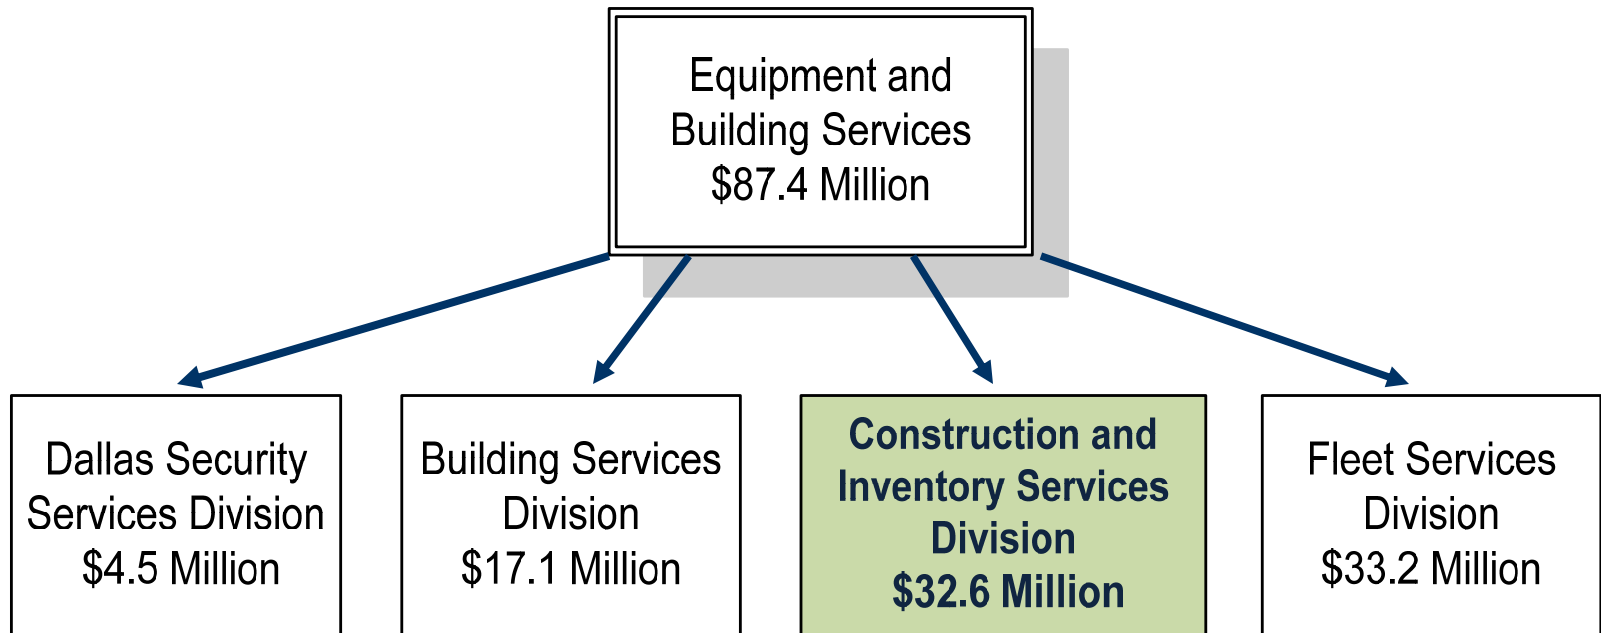 Equipment and
Building Services
$87.4 Million
Dallas Security
Services Division
$4.5 Million
Building Services
Division
$17.1 Million
Construction and
Inventory Services
Division
$32.6 Million
Fleet Services
Division
$33.2 Million